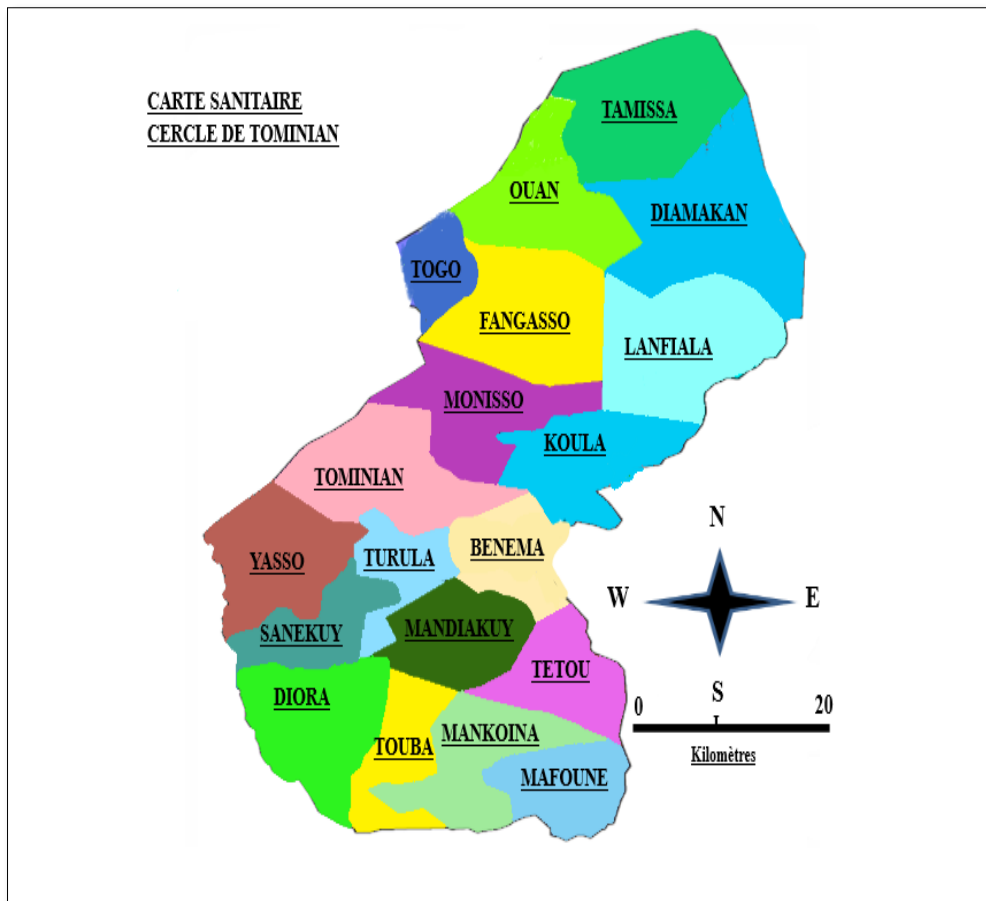 CARTE SANITAIRE
CERCLE DE TOMINIAN
TAMISSA
OUAN
DIAMAKAN
TOGO
FANGASSO
LANFIALA
MONISSO
KOULA
TOMINIAN
N
BENEMA
YASSO
TURULA
W
E
SANEKUY
MANDIAKUY
TETOU
DIORA
S
0
20
MANKOINA
TOUBA
Kilomètres
MAFOUNE